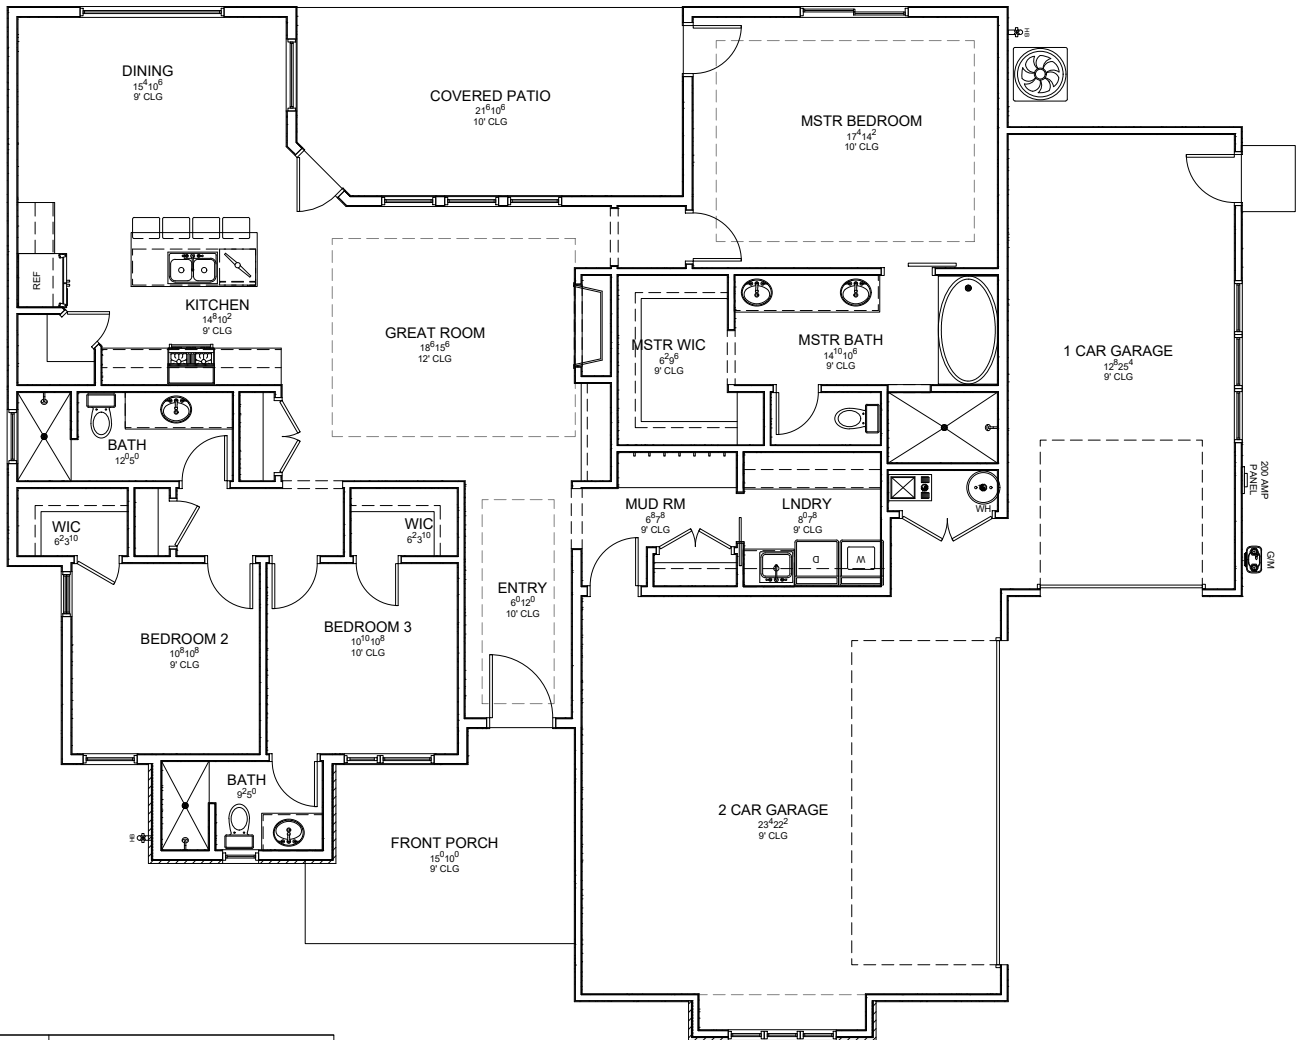 DINING
15⁴10⁶
9' CLG
COVERED PATIO
21⁶10⁶
10' CLG
MSTR BEDROOM
17⁴14²
10' CLG
HB
REF
KITCHEN
14⁸10²
9' CLG
GREAT ROOM
18⁶15⁶
12' CLG
MSTR WIC
6²9⁶
9' CLG
MSTR BATH
14¹⁰10⁶
9' CLG
1 CAR GARAGE
12⁸25⁴
9' CLG
BATH
12⁰5⁰
200 AMP
PANEL
WIC
6²3¹⁰
WIC
6²3¹⁰
MUD RM
6⁸7⁸
9' CLG
LNDRY
8⁰7⁸
9' CLG
WH
D
W
G/M
ENTRY
6⁰12⁰
10' CLG
BEDROOM 2
10⁸10⁸
9' CLG
BEDROOM 3
10¹⁰10⁸
10' CLG
BATH
9²5⁰
HB
FRONT PORCH
15⁰10⁰
9' CLG
2 CAR GARAGE
23⁴22²
9' CLG